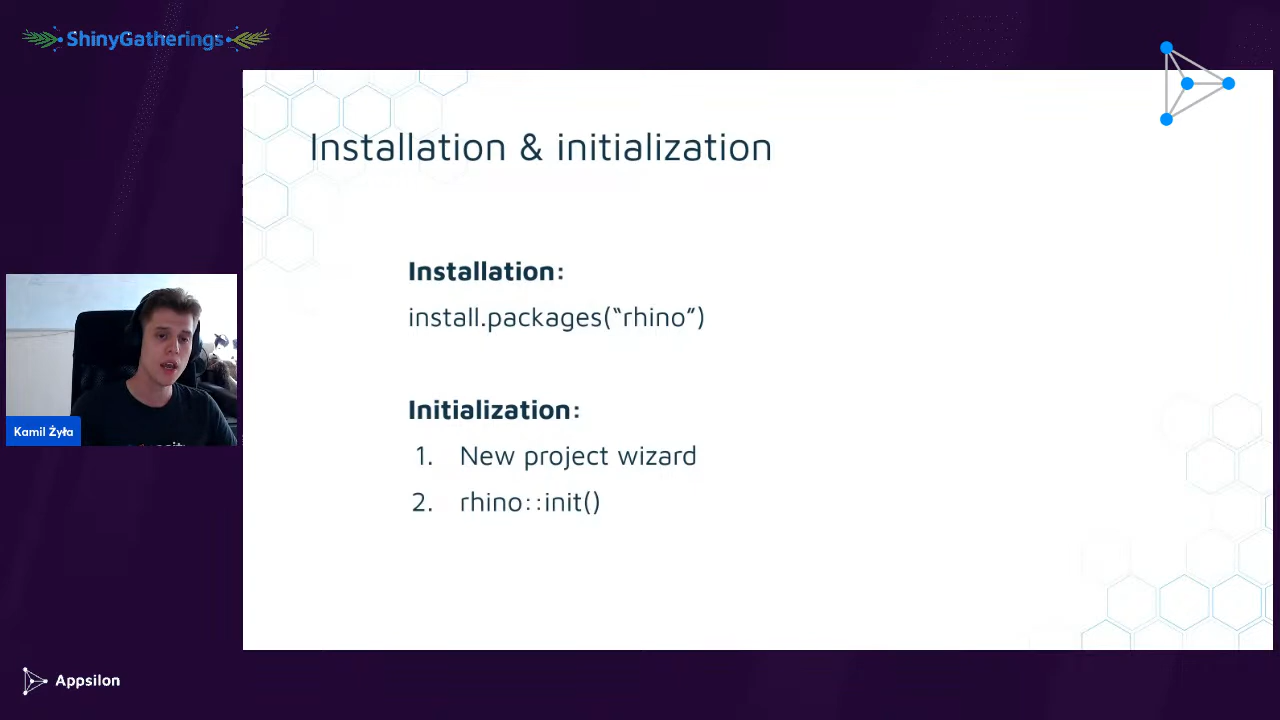 ShinyGatherings
Installation & initialization
Installation:
install.packages(“rhino”)
Initialization:
1. New project wizard
2. rhino::init()
Kamil Żyła
Appsilon